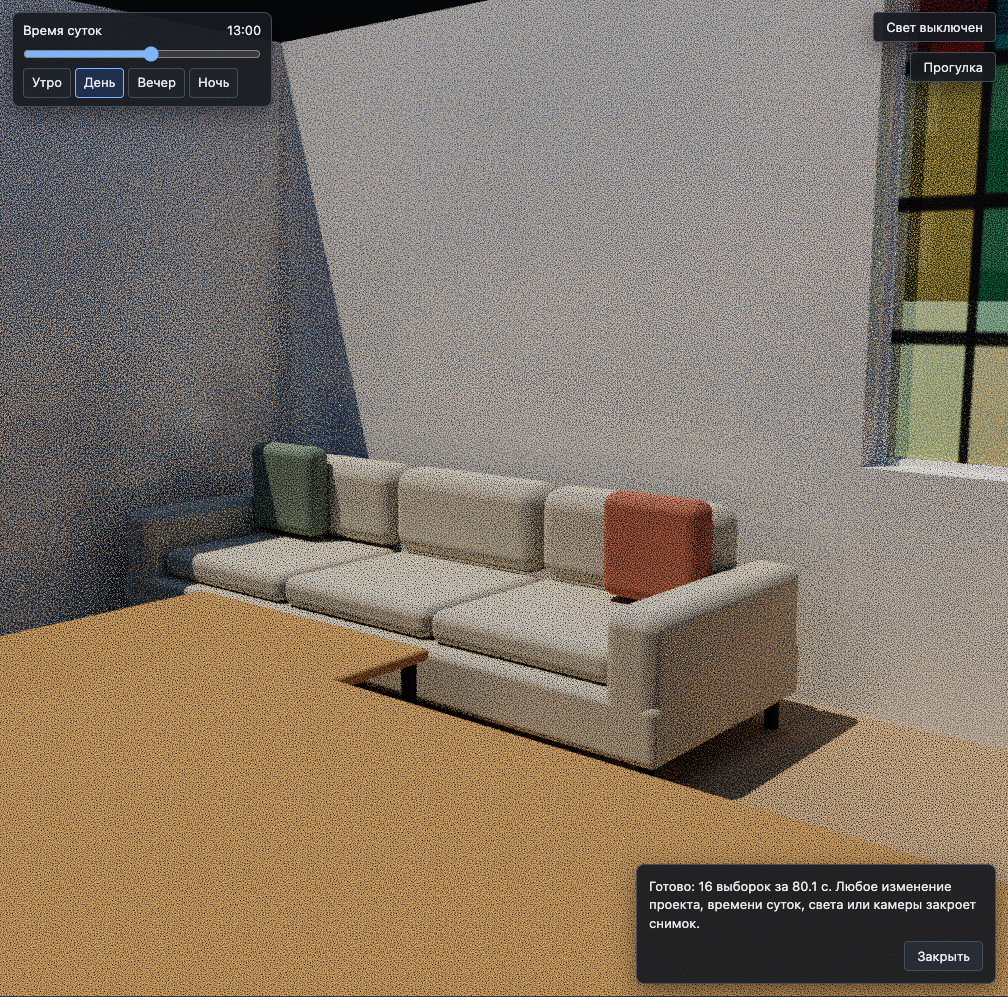 Время суток 13:00
Утро День Вечер Ночь
Свет выключен
Прогулка
Готово: 16 выборок за 80.1 с. Любое изменение
проекта, времени суток, света или камеры закроет
снимок.
Закрыть